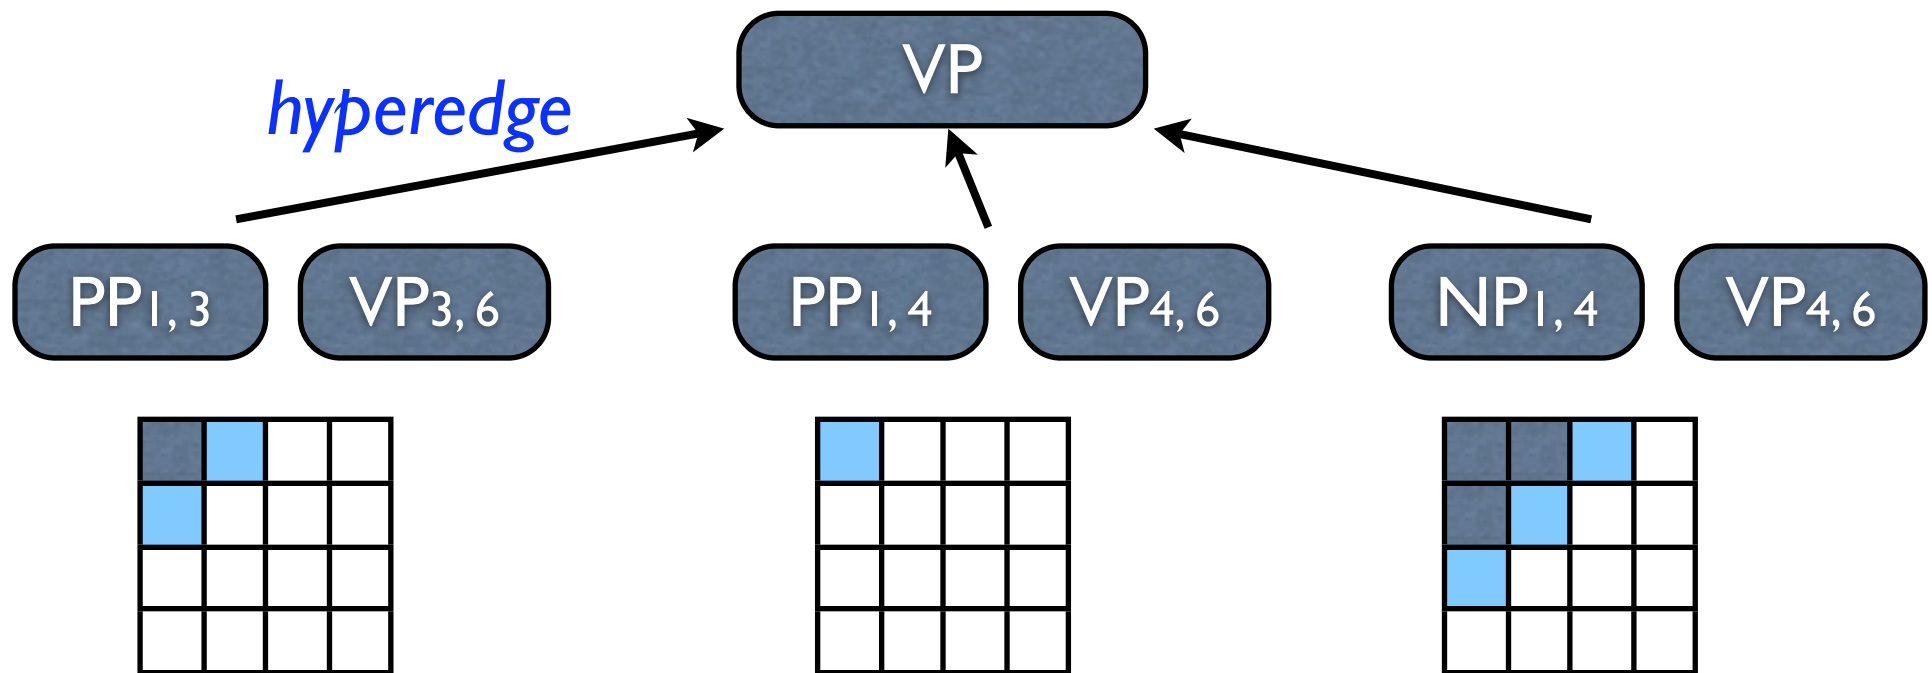 VP
hyperedge
PP1, 3 VP3, 6 PP1, 4 VP4, 6 NP1, 4 VP4, 6